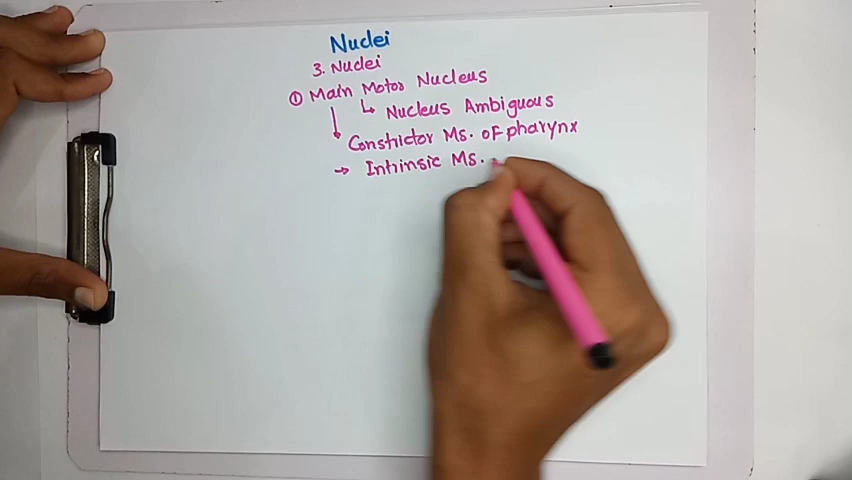 Nuclei
3. Nuclei
① Main Motor Nucleus
↳ Nucleus Ambiguous
Constrictor Ms. of pharynx
→ Intrinsic Ms.